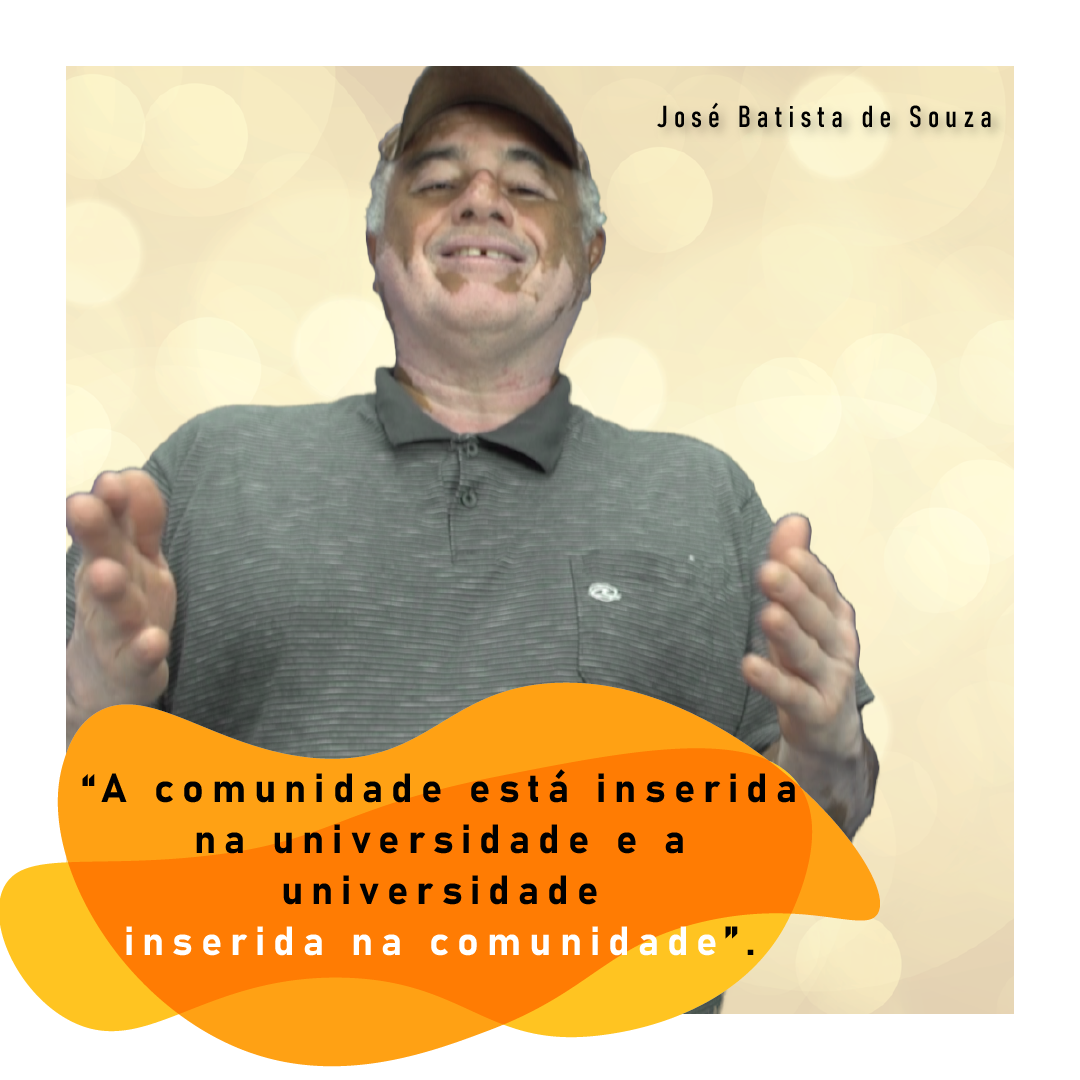 José Batista de Souza
❝A comunidade está inserida
na universidade e a
universidade
inserida na comunidade❞.